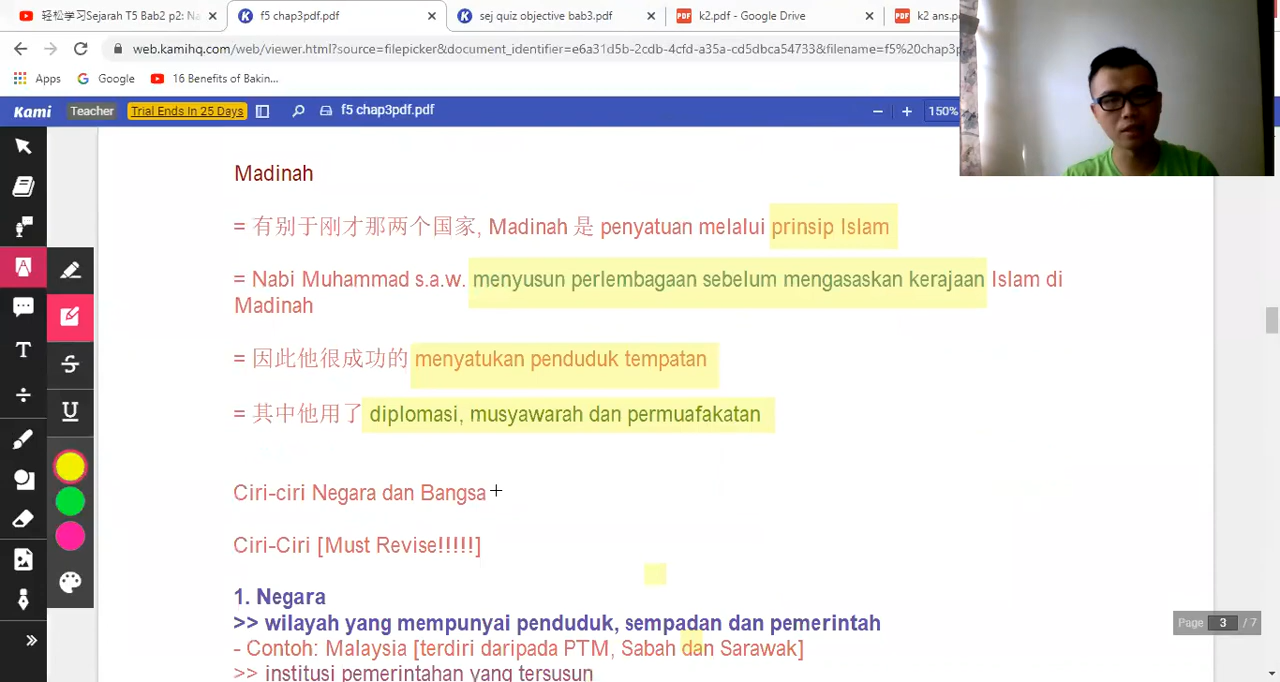 轻松学习Sejarah T5 Bab2 p2: Na
f5 chap3pdf.pdf
sej quiz objective bab3.pdf
k2.pdf - Google Drive
k2 ans.p
web.kamihq.com/web/viewer.html?source=filepicker&document_identifier=e6a31d5b-2cdb-4cfd-a35a-cd5dbca54733&filename=f5%20chap3p
Apps
Google
16 Benefits of Bakin...
Kami
Teacher
Trial Ends In 25 Days
f5 chap3pdf.pdf
150%
Madinah
= 有别于刚才那两个国家, Madinah 是 penyatuan melalui prinsip Islam
= Nabi Muhammad s.a.w. menyusun perlembagaan sebelum mengasaskan kerajaan Islam di
Madinah
= 因此他很成功的 menyatukan penduduk tempatan
= 其中他用了 diplomasi, musyawarah dan permuafakatan
Ciri-ciri Negara dan Bangsa
Ciri-Ciri [Must Revise!!!!!]
1. Negara
>> wilayah yang mempunyai penduduk, sempadan dan pemerintah
- Contoh: Malaysia [terdiri daripada PTM, Sabah dan Sarawak]
>> institusi pemerintahan yang tersusun
Page 3 / 7